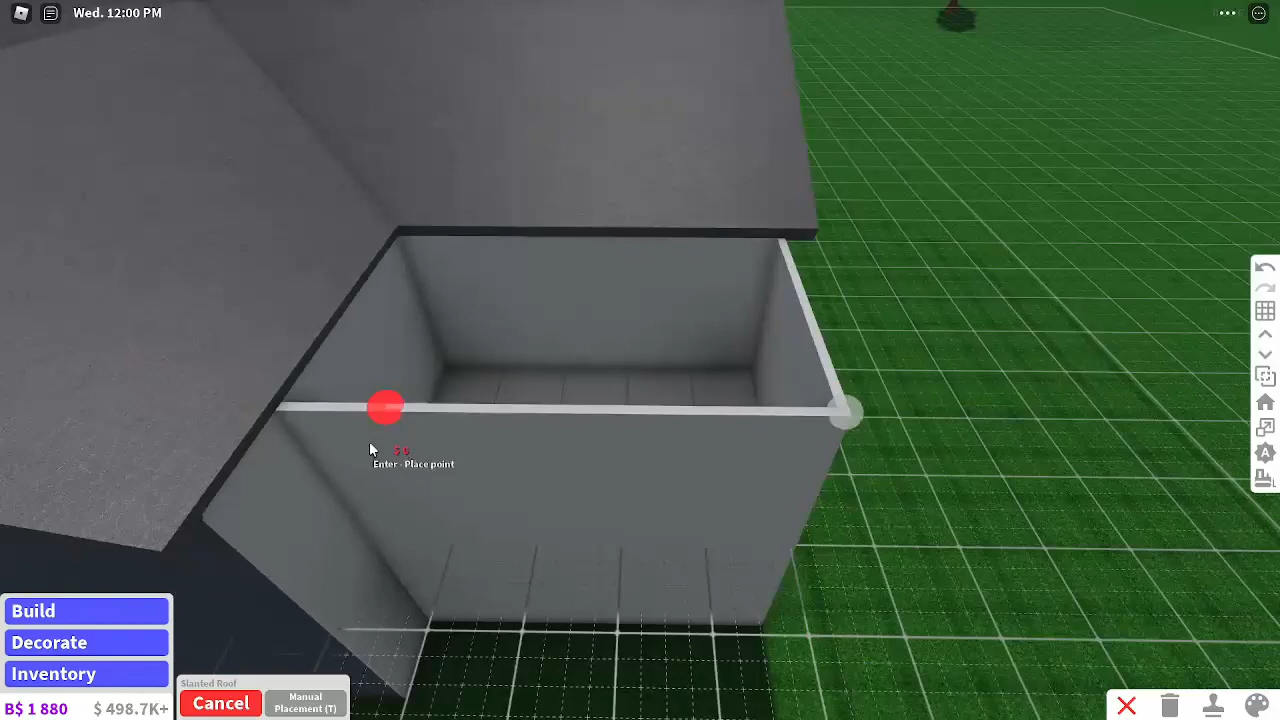 Wed. 12:00 PM
$ 0
Enter - Place point
Build
Decorate
Inventory
B$ 1 880
$ 498.7K+
Slanted Roof
Cancel
Manual
Placement (T)
A
L